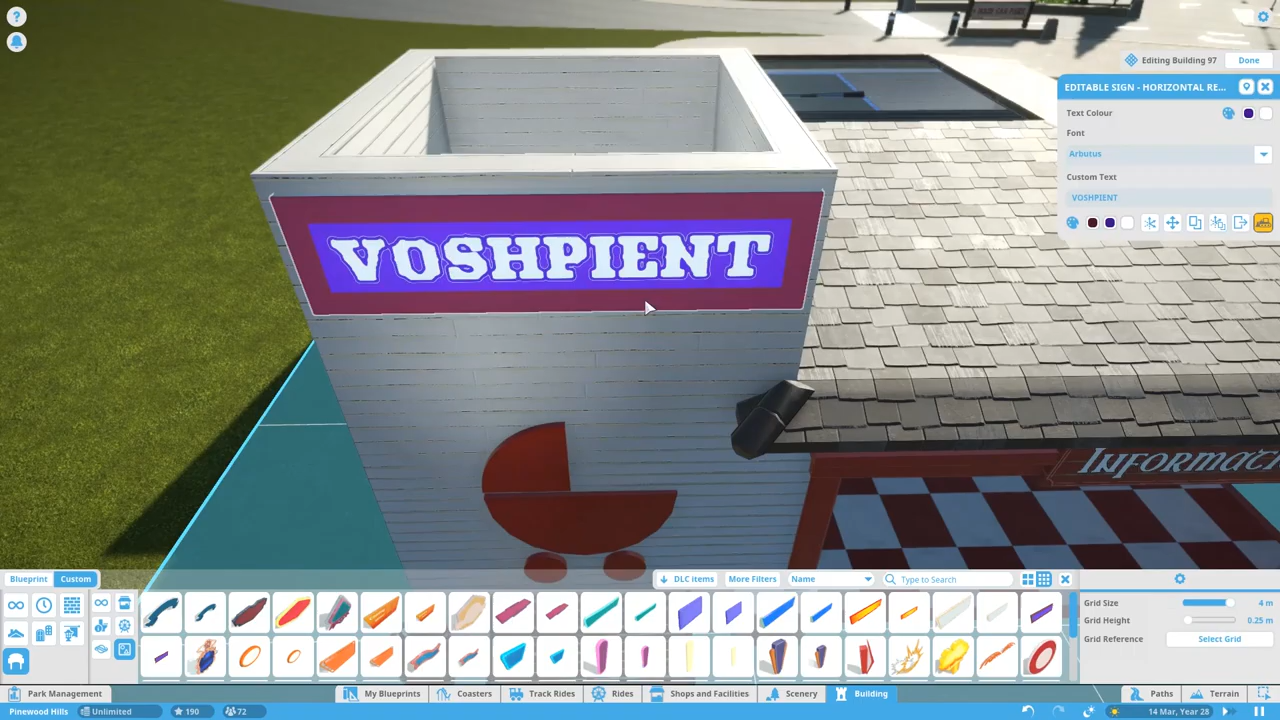 Editing Building 97
Done
EDITABLE SIGN - HORIZONTAL RE...
Text Colour
Font
Arbutus
Custom Text
VOSHPIENT
VOSHPIENT
Blueprint
Custom
DLC items
More Filters
Name
Type to Search
Grid Size
4 m
Grid Height
0.25 m
Grid Reference
Select Grid
Park Management
My Blueprints
Coasters
Track Rides
Rides
Shops and Facilities
Scenery
Building
Paths
Terrain
Pinewood Hills
Unlimited
190
72
14 Mar, Year 28